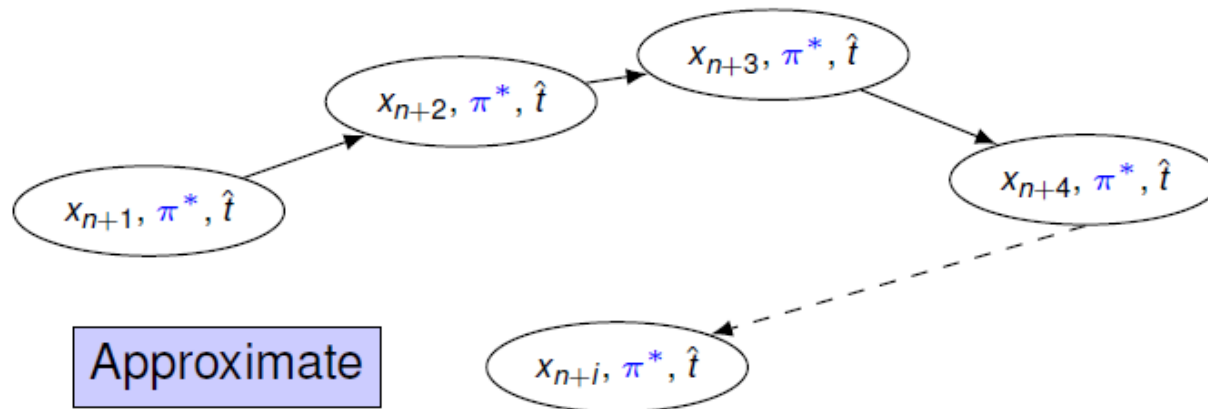 x_{n+1}, π*, t̂
x_{n+2}, π*, t̂
x_{n+3}, π*, t̂
x_{n+4}, π*, t̂
x_{n+i}, π*, t̂
Approximate